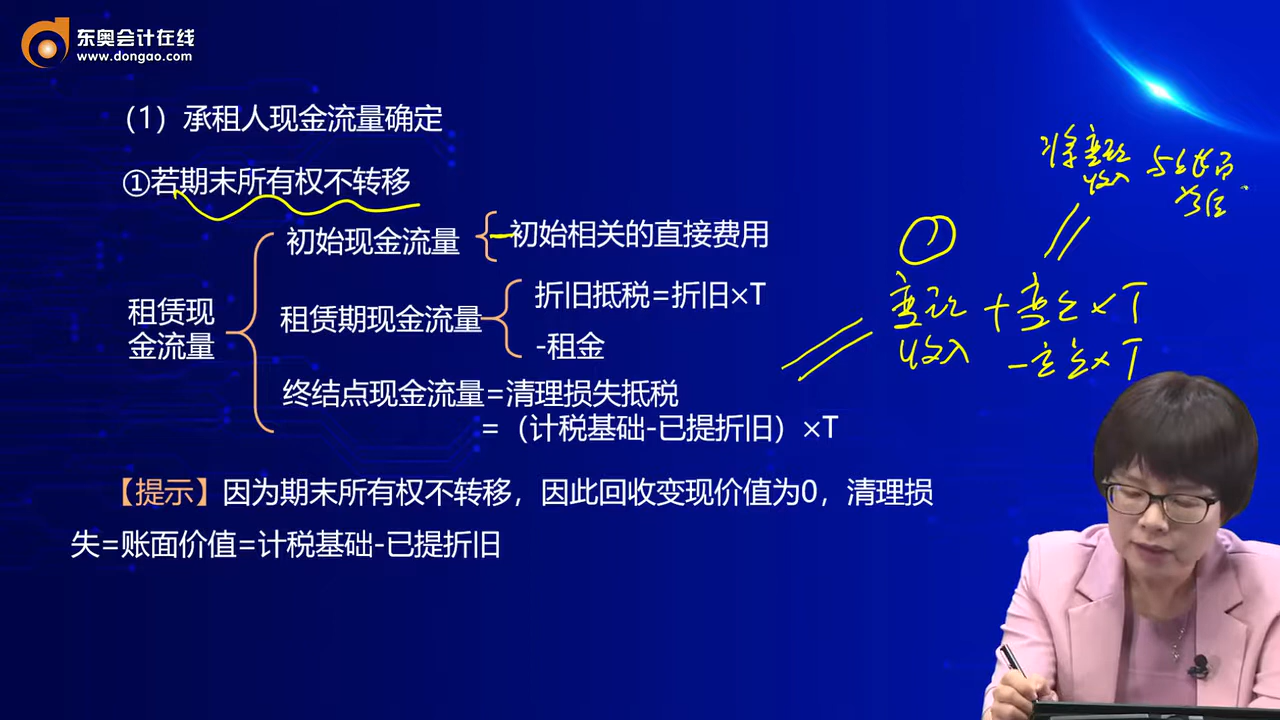 东奥会计在线
www.dongao.com
（1）承租人现金流量确定
①若期末所有权不转移
初始现金流量
初始相关的直接费用
租赁现
金流量
租赁期现金流量
折旧抵税=折旧×T
-租金
终结点现金流量=清理损失抵税
=（计税基础-已提折旧）×T
【提示】因为期末所有权不转移，因此回收变现价值为0，清理损
失=账面价值=计税基础-已提折旧
变现
收入